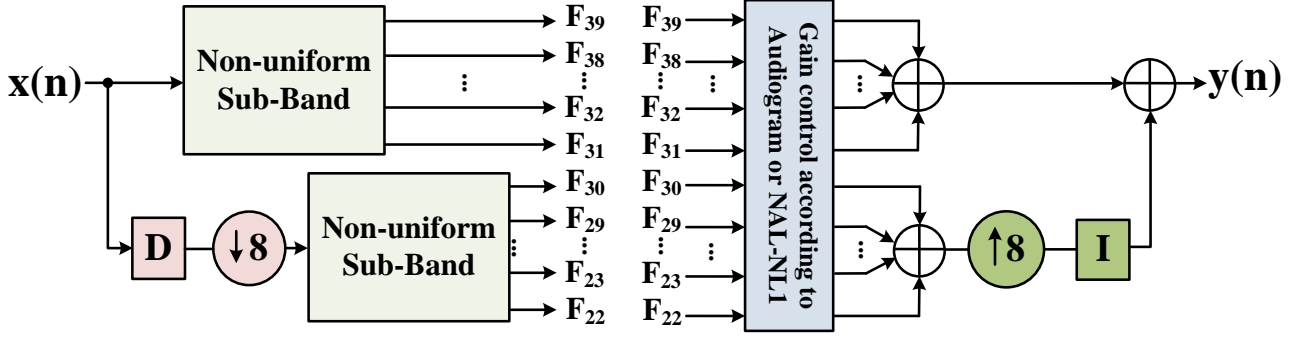 x(n)
Non-uniform
Sub-Band
F39
F38
...
F32
F31
D
↓8
Non-uniform
Sub-Band
F30
F29
...
F23
F22
F39
F38
...
F32
F31
F30
F29
...
F23
F22
Gain control according to
Audiogram or NAL-NL1
↑8
I
y(n)